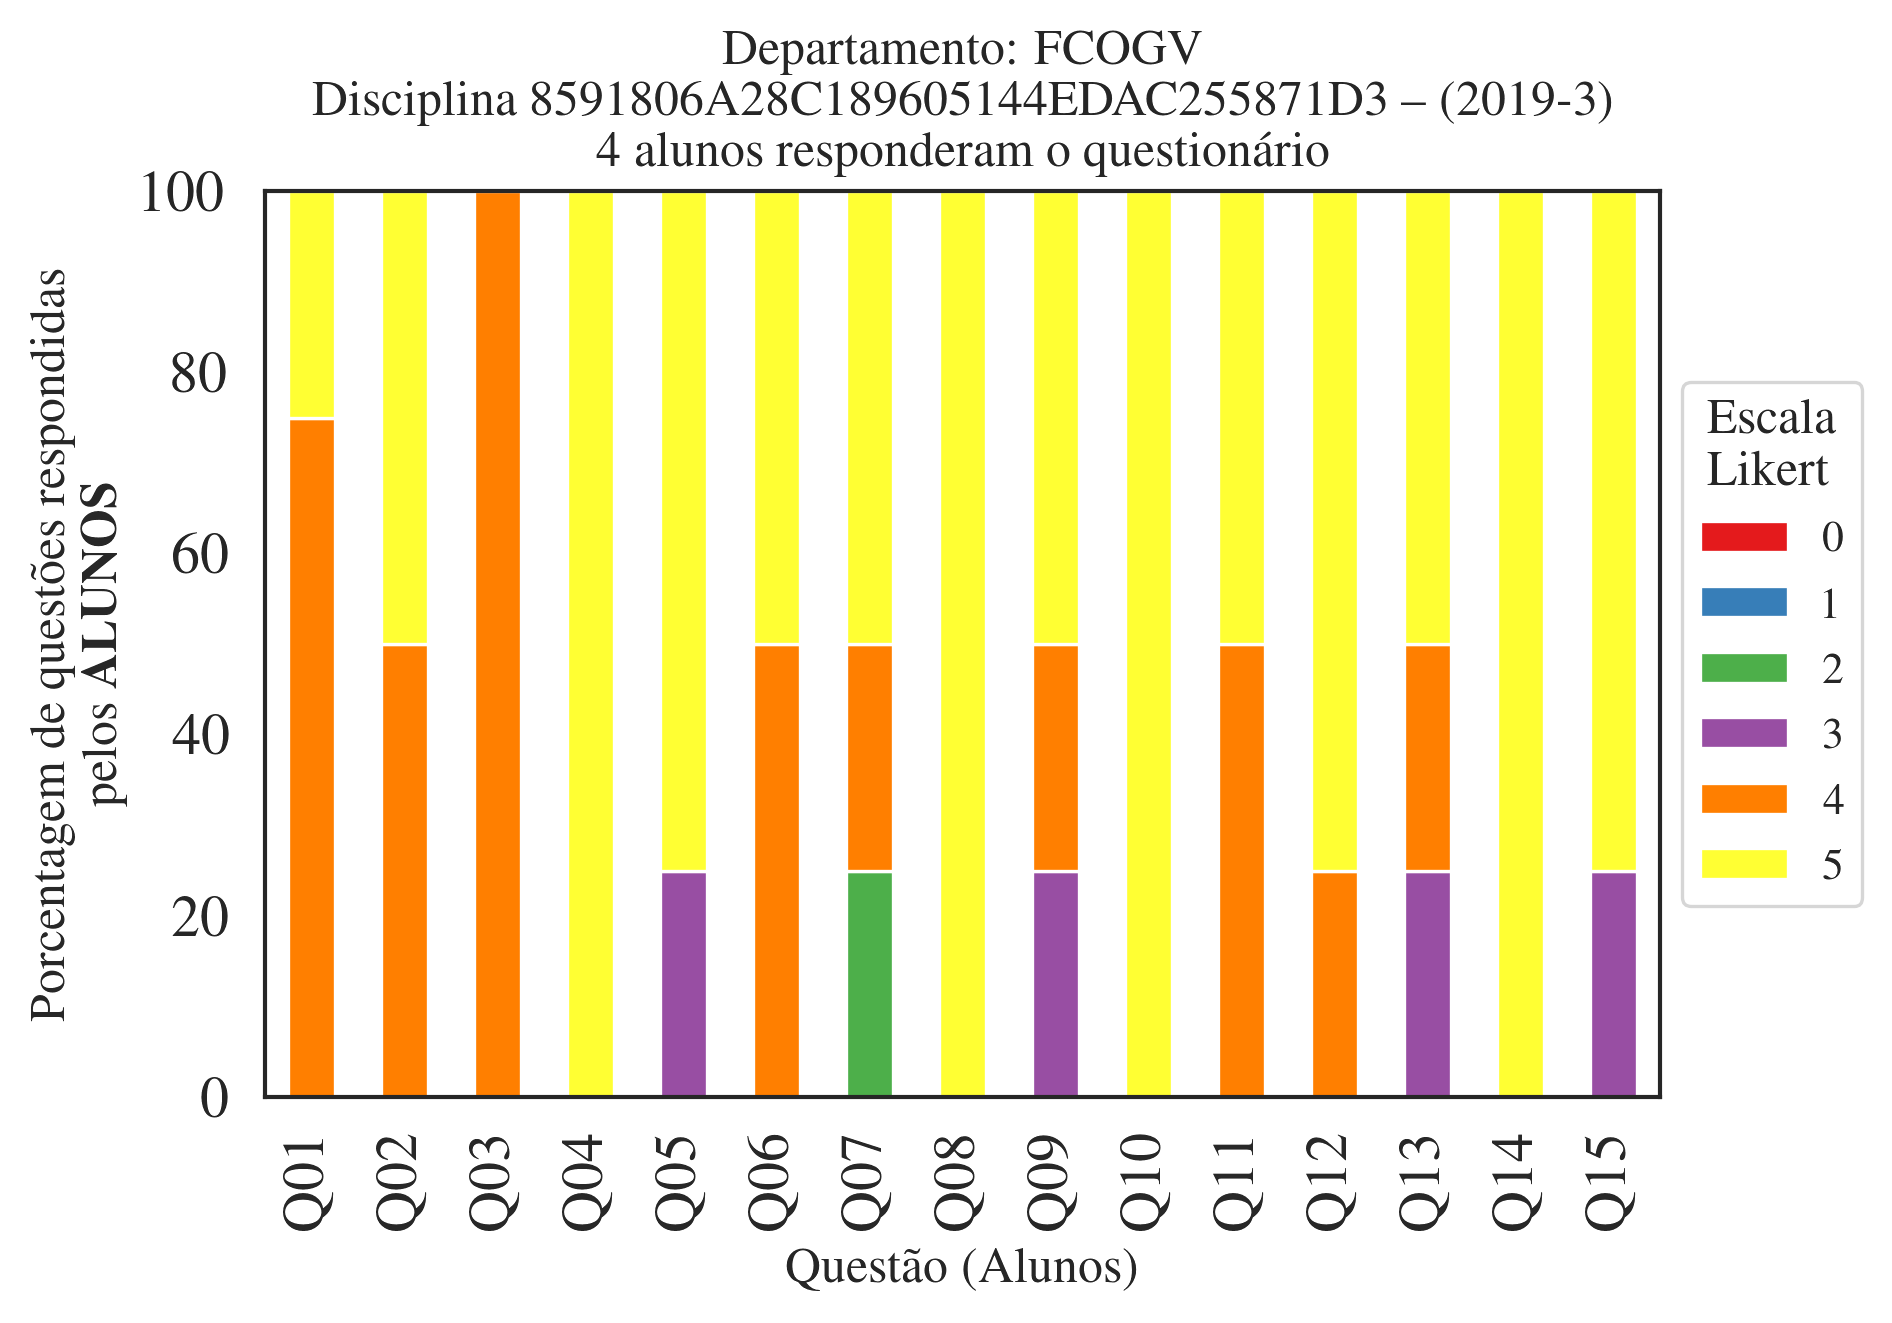 Departamento: FCOGV
Disciplina 8591806A28C189605144EDAC255871D3 – (2019-3)
4 alunos responderam o questionário
Porcentagem de questões respondidas
pelos ALUNOS
100
80
60
40
20
0
Q01
Q02
Q03
Q04
Q05
Q06
Q07
Q08
Q09
Q10
Q11
Q12
Q13
Q14
Q15
Questão (Alunos)
Escala
Likert
0
1
2
3
4
5